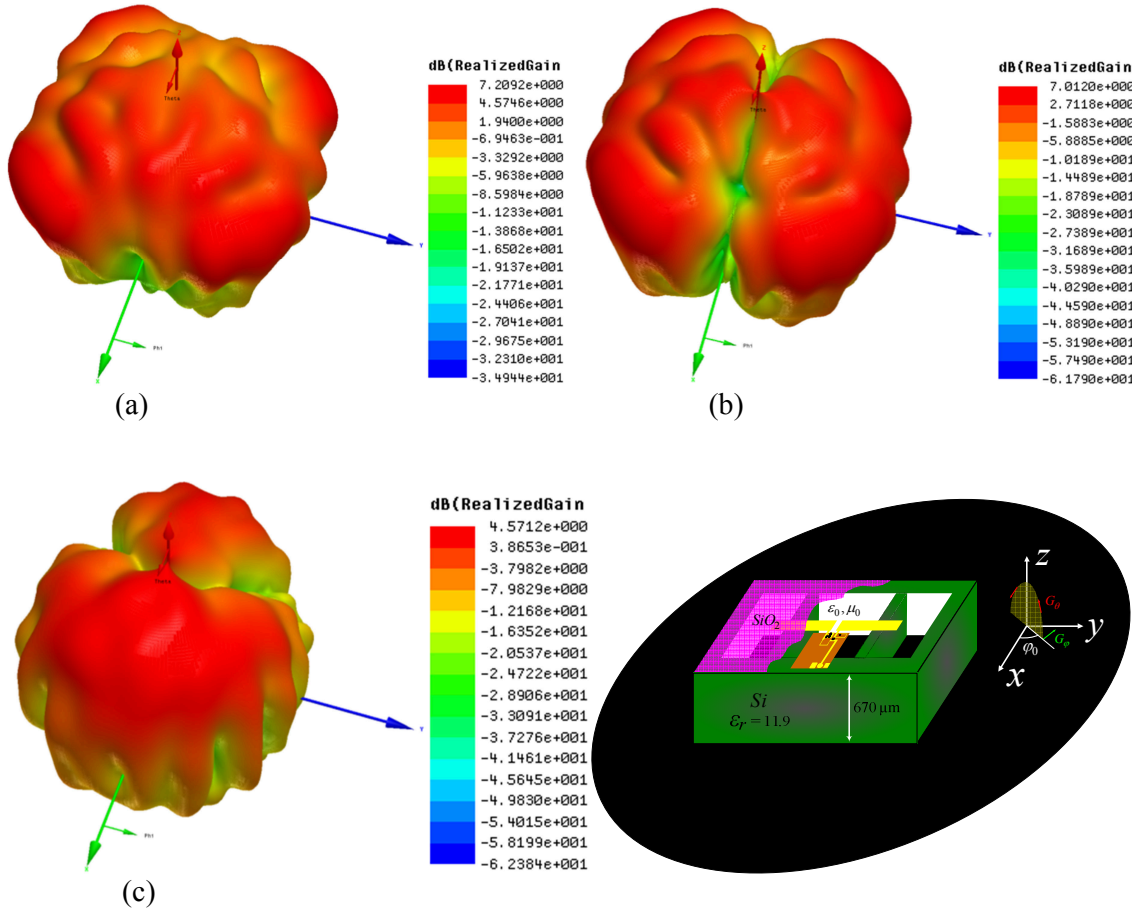 dB(RealizedGain
7.2092e+000
4.5746e+000
1.9400e+000
-6.9463e-001
-3.3292e+000
-5.9638e+000
-8.5984e+000
-1.1233e+001
-1.3868e+001
-1.6502e+001
-1.9137e+001
-2.1771e+001
-2.4406e+001
-2.7041e+001
-2.9675e+001
-3.2310e+001
-3.4944e+001
Theta
Y
Phi
X
(a)
dB(RealizedGain
7.0120e+000
2.7118e+000
-1.5883e+000
-5.8885e+000
-1.0189e+001
-1.4489e+001
-1.8789e+001
-2.3089e+001
-2.7389e+001
-3.1689e+001
-3.5989e+001
-4.0290e+001
-4.4590e+001
-4.8890e+001
-5.3190e+001
-5.7490e+001
-6.1790e+001
Z
Theta
Y
Phi
X
(b)
dB(RealizedGain
4.5712e+000
3.8653e-001
-3.7982e+000
-7.9829e+000
-1.2168e+001
-1.6352e+001
-2.0537e+001
-2.4722e+001
-2.8906e+001
-3.3091e+001
-3.7276e+001
-4.1461e+001
-4.5645e+001
-4.9830e+001
-5.4015e+001
-5.8199e+001
-6.2384e+001
Theta
Y
Phi
X
(c)
SiO₂
ε₀, μ₀
Si
εᵣ = 11.9
670 μm
z
Gθ
y
Gφ
φ₀
x